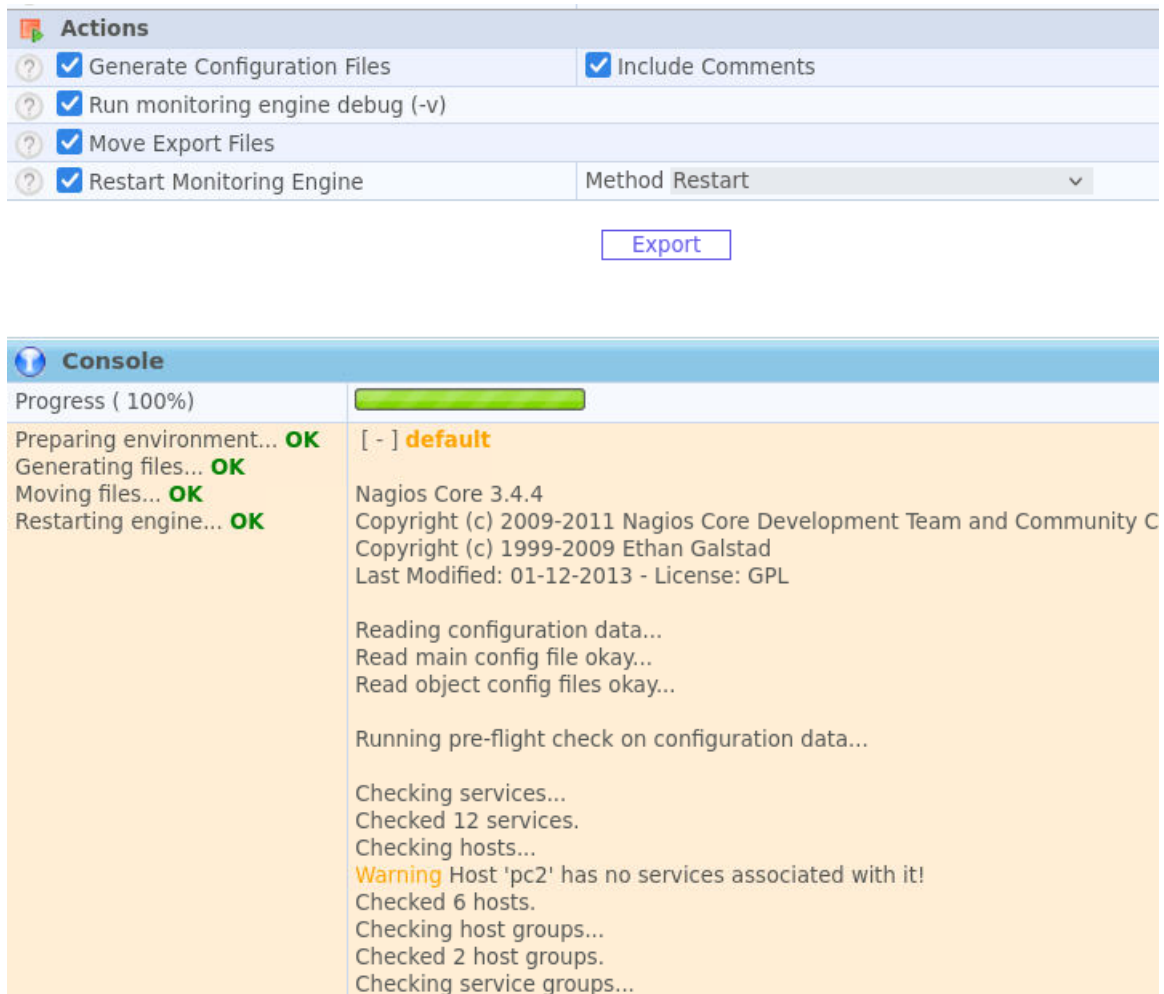 Actions
Generate Configuration Files Include Comments
Run monitoring engine debug (-v)
Move Export Files
Restart Monitoring Engine Method Restart
Export
Console
Progress ( 100%)
Preparing environment... OK
Generating files... OK
Moving files... OK
Restarting engine... OK
[ - ] default
Nagios Core 3.4.4
Copyright (c) 2009-2011 Nagios Core Development Team and Community C
Copyright (c) 1999-2009 Ethan Galstad
Last Modified: 01-12-2013 - License: GPL
Reading configuration data...
Read main config file okay...
Read object config files okay...
Running pre-flight check on configuration data...
Checking services...
Checked 12 services.
Checking hosts...
Warning Host 'pc2' has no services associated with it!
Checked 6 hosts.
Checking host groups...
Checked 2 host groups.
Checking service groups...